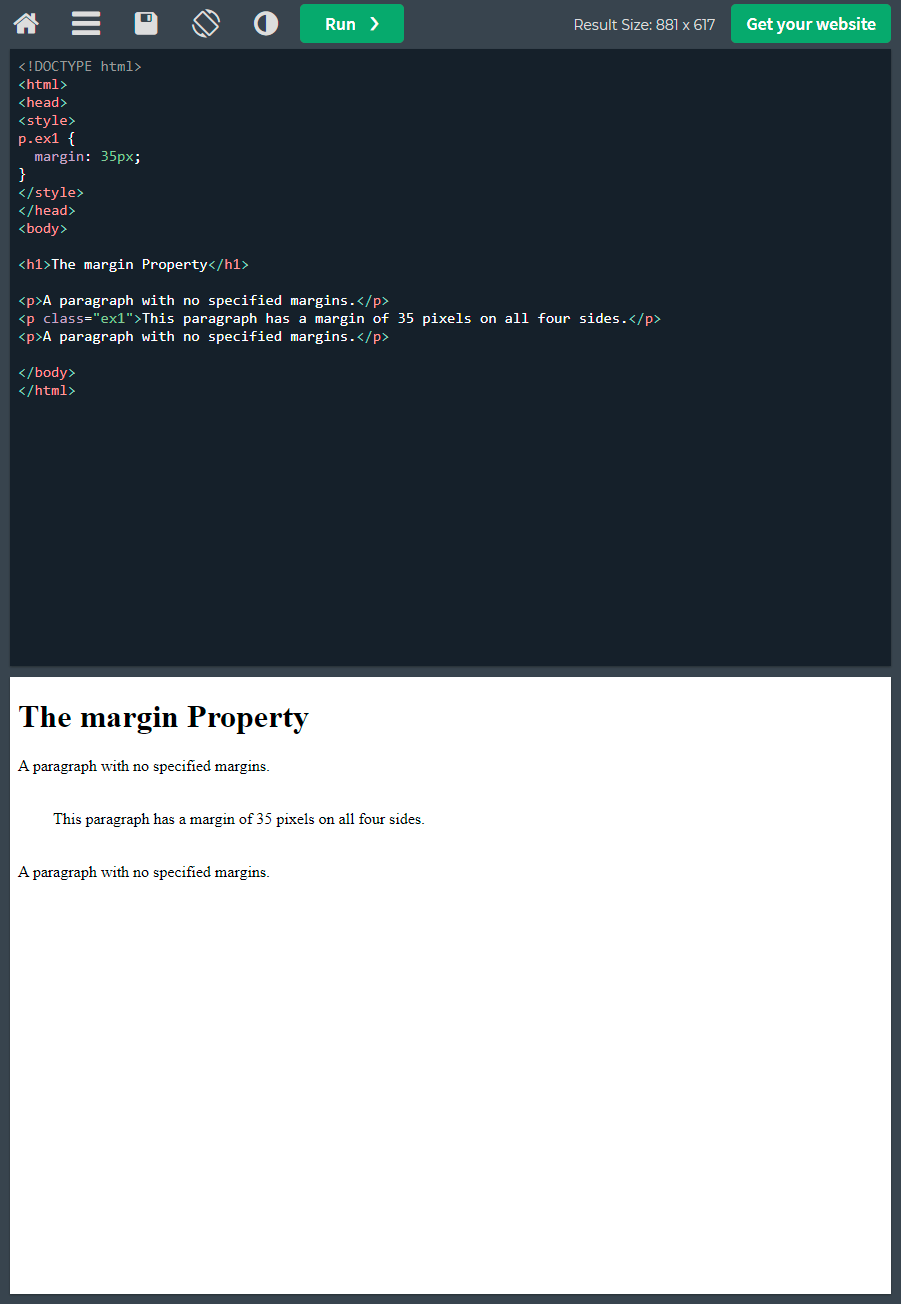 Run ❯
Result Size: 881 x 617
Get your website
<!DOCTYPE html>
<html>
<head>
<style>
p.ex1 {
  margin: 35px;
}
</style>
</head>
<body>

<h1>The margin Property</h1>

<p>A paragraph with no specified margins.</p>
<p class="ex1">This paragraph has a margin of 35 pixels on all four sides.</p>
<p>A paragraph with no specified margins.</p>

</body>
</html>
The margin Property
A paragraph with no specified margins.
This paragraph has a margin of 35 pixels on all four sides.
A paragraph with no specified margins.